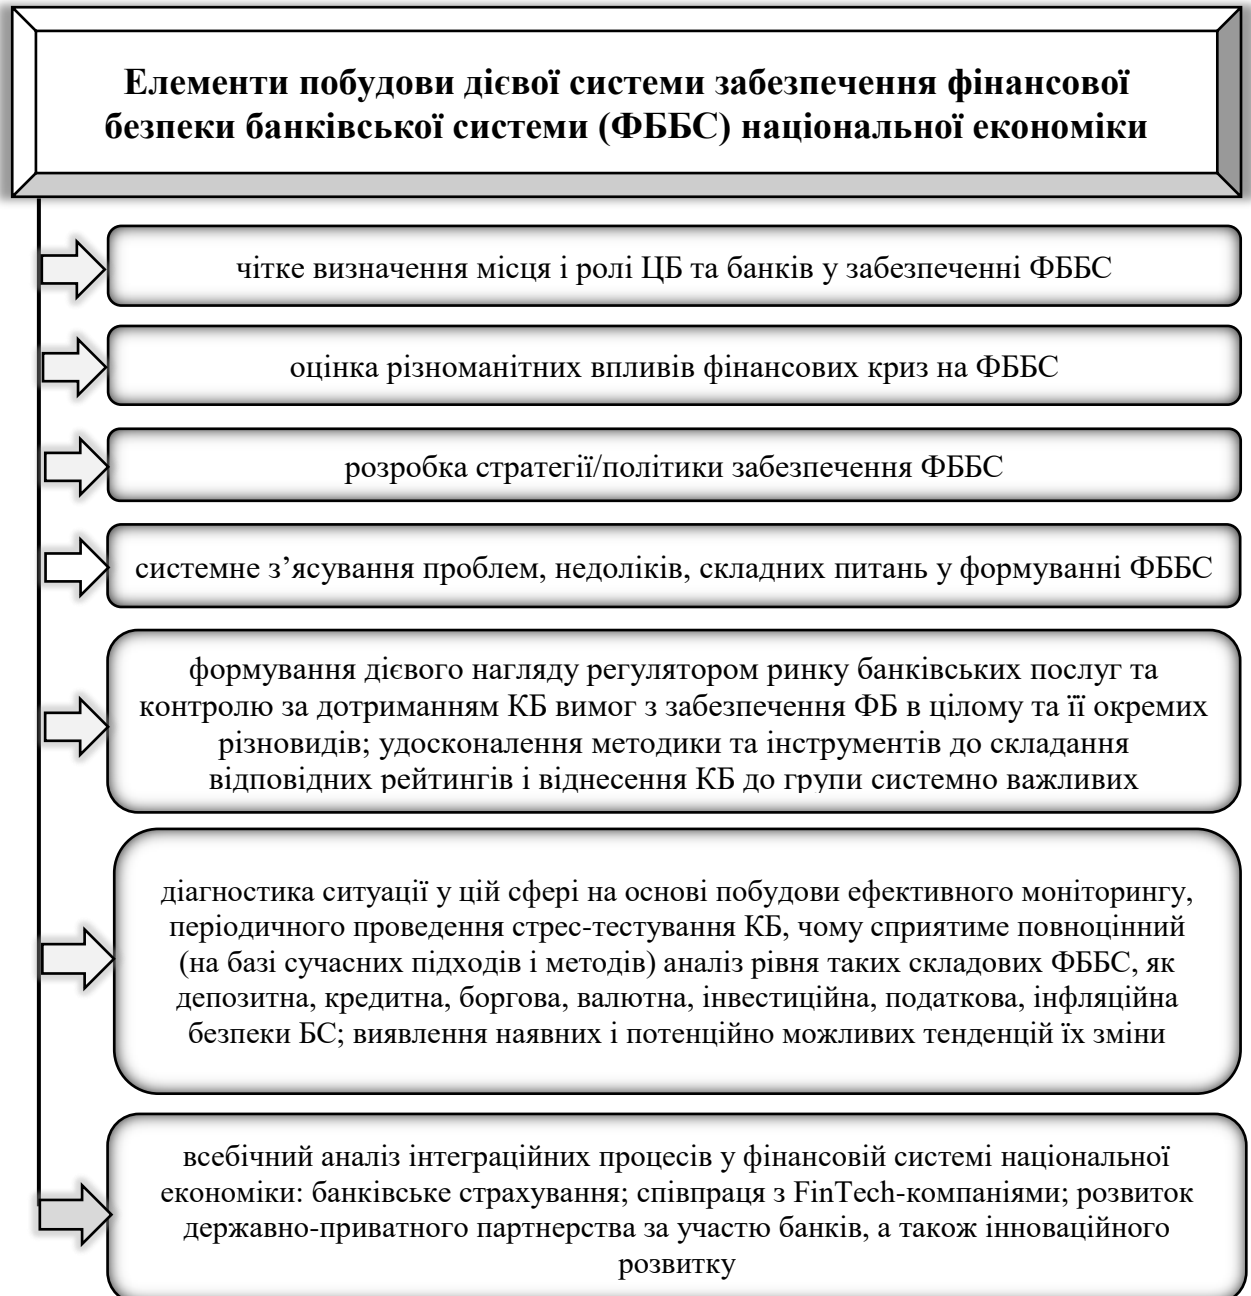 Елементи побудови дієвої системи забезпечення фінансової
безпеки банківської системи (ФББС) національної економіки
чітке визначення місця і ролі ЦБ та банків у забезпеченні ФББС
оцінка різноманітних впливів фінансових криз на ФББС
розробка стратегії/політики забезпечення ФББС
системне з’ясування проблем, недоліків, складних питань у формуванні ФББС
формування дієвого нагляду регулятором ринку банківських послуг та
контролю за дотриманням КБ вимог з забезпечення ФБ в цілому та її окремих
різновидів; удосконалення методики та інструментів до складання
відповідних рейтингів і віднесення КБ до групи системно важливих
діагностика ситуації у цій сфері на основі побудови ефективного моніторингу,
періодичного проведення стрес-тестування КБ, чому сприятиме повноцінний
(на базі сучасних підходів і методів) аналіз рівня таких складових ФББС, як
депозитна, кредитна, боргова, валютна, інвестиційна, податкова, інфляційна
безпеки БС; виявлення наявних і потенційно можливих тенденцій їх зміни
всебічний аналіз інтеграційних процесів у фінансовій системі національної
економіки: банківське страхування; співпраця з FinTech-компаніями; розвиток
державно-приватного партнерства за участю банків, а також інноваційного
розвитку